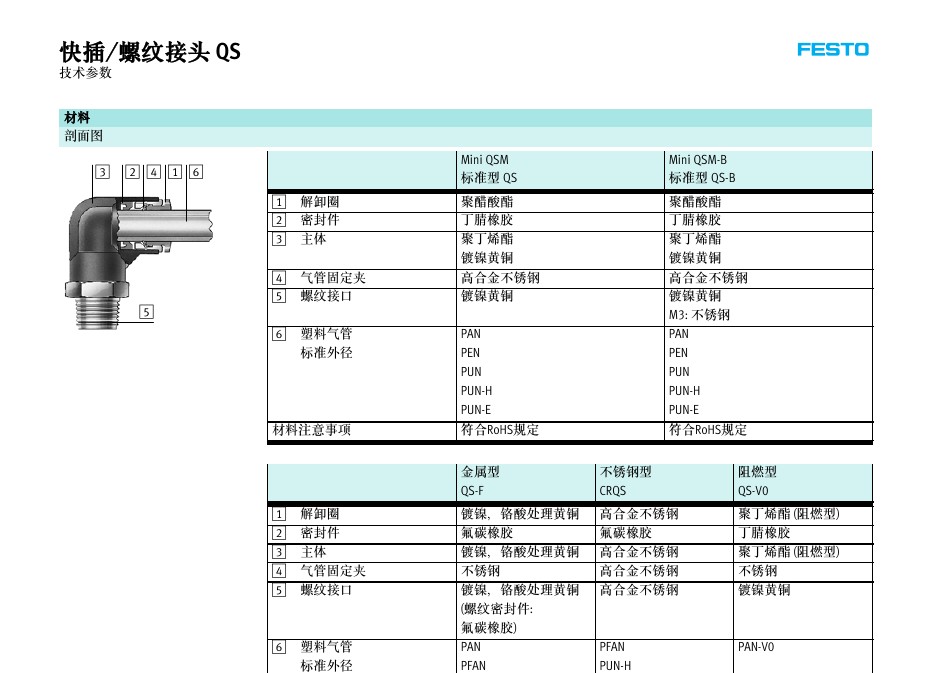 快插/螺纹接头 QS
技术参数
FESTO
材料
剖面图
3 2 4 1 6
5
Mini QSM Mini QSM-B
标准型 QS 标准型 QS-B
1 解卸圈 聚醋酸酯 聚醋酸酯
2 密封件 丁腈橡胶 丁腈橡胶
3 主体 聚丁烯酯 聚丁烯酯
镀镍黄铜 镀镍黄铜
4 气管固定夹 高合金不锈钢 高合金不锈钢
5 螺纹接口 镀镍黄铜 镀镍黄铜
M3: 不锈钢
6 塑料气管 PAN PAN
标准外径 PEN PEN
PUN PUN
PUN-H PUN-H
PUN-E PUN-E
材料注意事项 符合RoHS规定 符合RoHS规定
金属型 不锈钢型 阻燃型
QS-F CRQS QS-V0
1 解卸圈 镀镍，铬酸处理黄铜 高合金不锈钢 聚丁烯酯 (阻燃型)
2 密封件 氟碳橡胶 氟碳橡胶 丁腈橡胶
3 主体 镀镍，铬酸处理黄铜 高合金不锈钢 聚丁烯酯 (阻燃型)
4 气管固定夹 不锈钢 高合金不锈钢 不锈钢
5 螺纹接口 镀镍，铬酸处理黄铜 高合金不锈钢 镀镍黄铜
(螺纹密封件:
氟碳橡胶)
6 塑料气管 PAN PFAN PAN-V0
标准外径 PFAN PUN-H